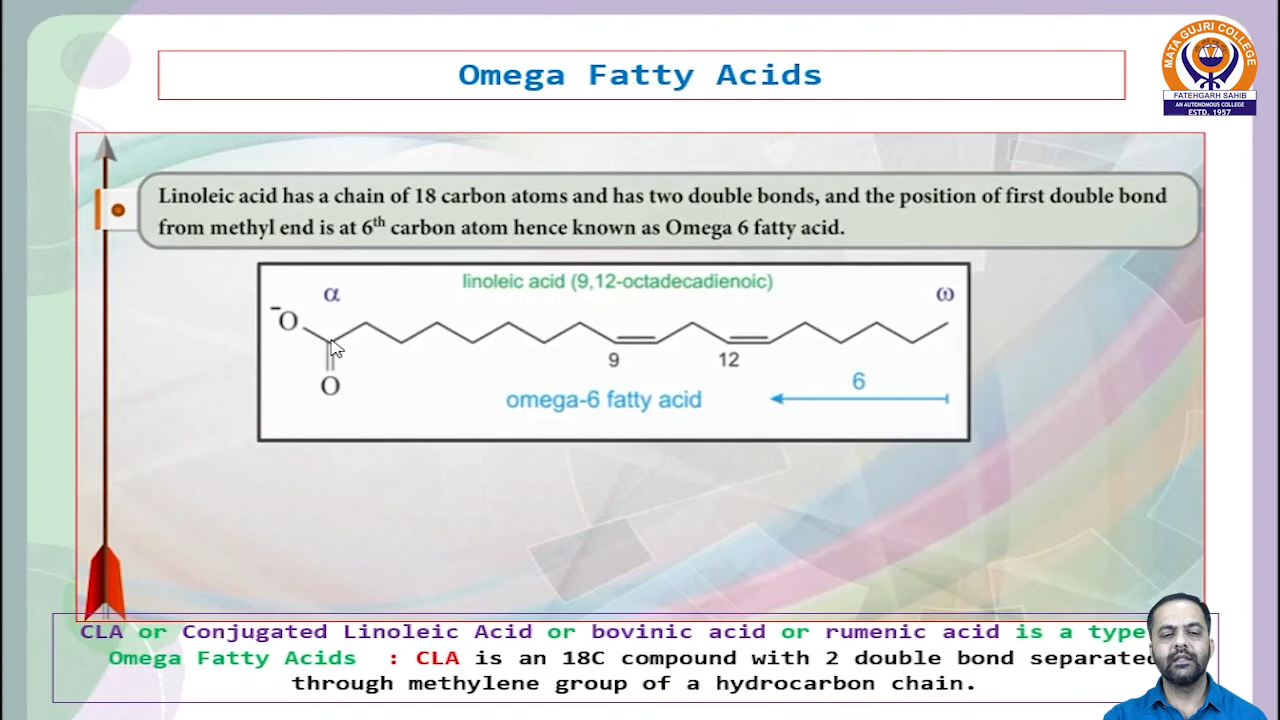 Omega Fatty Acids
MATA GUJRI COLLEGE
FATEHGARH SAHIB
AN AUTONOMOUS COLLEGE
ESTD. 1957
Linoleic acid has a chain of 18 carbon atoms and has two double bonds, and the position of first double bond
from methyl end is at 6th carbon atom hence known as Omega 6 fatty acid.
linoleic acid (9,12-octadecadienoic)
α
ω
-O
O
9
12
6
omega-6 fatty acid
CLA or Conjugated Linoleic Acid or bovinic acid or rumenic acid is a type
Omega Fatty Acids : CLA is an 18C compound with 2 double bond separated
through methylene group of a hydrocarbon chain.